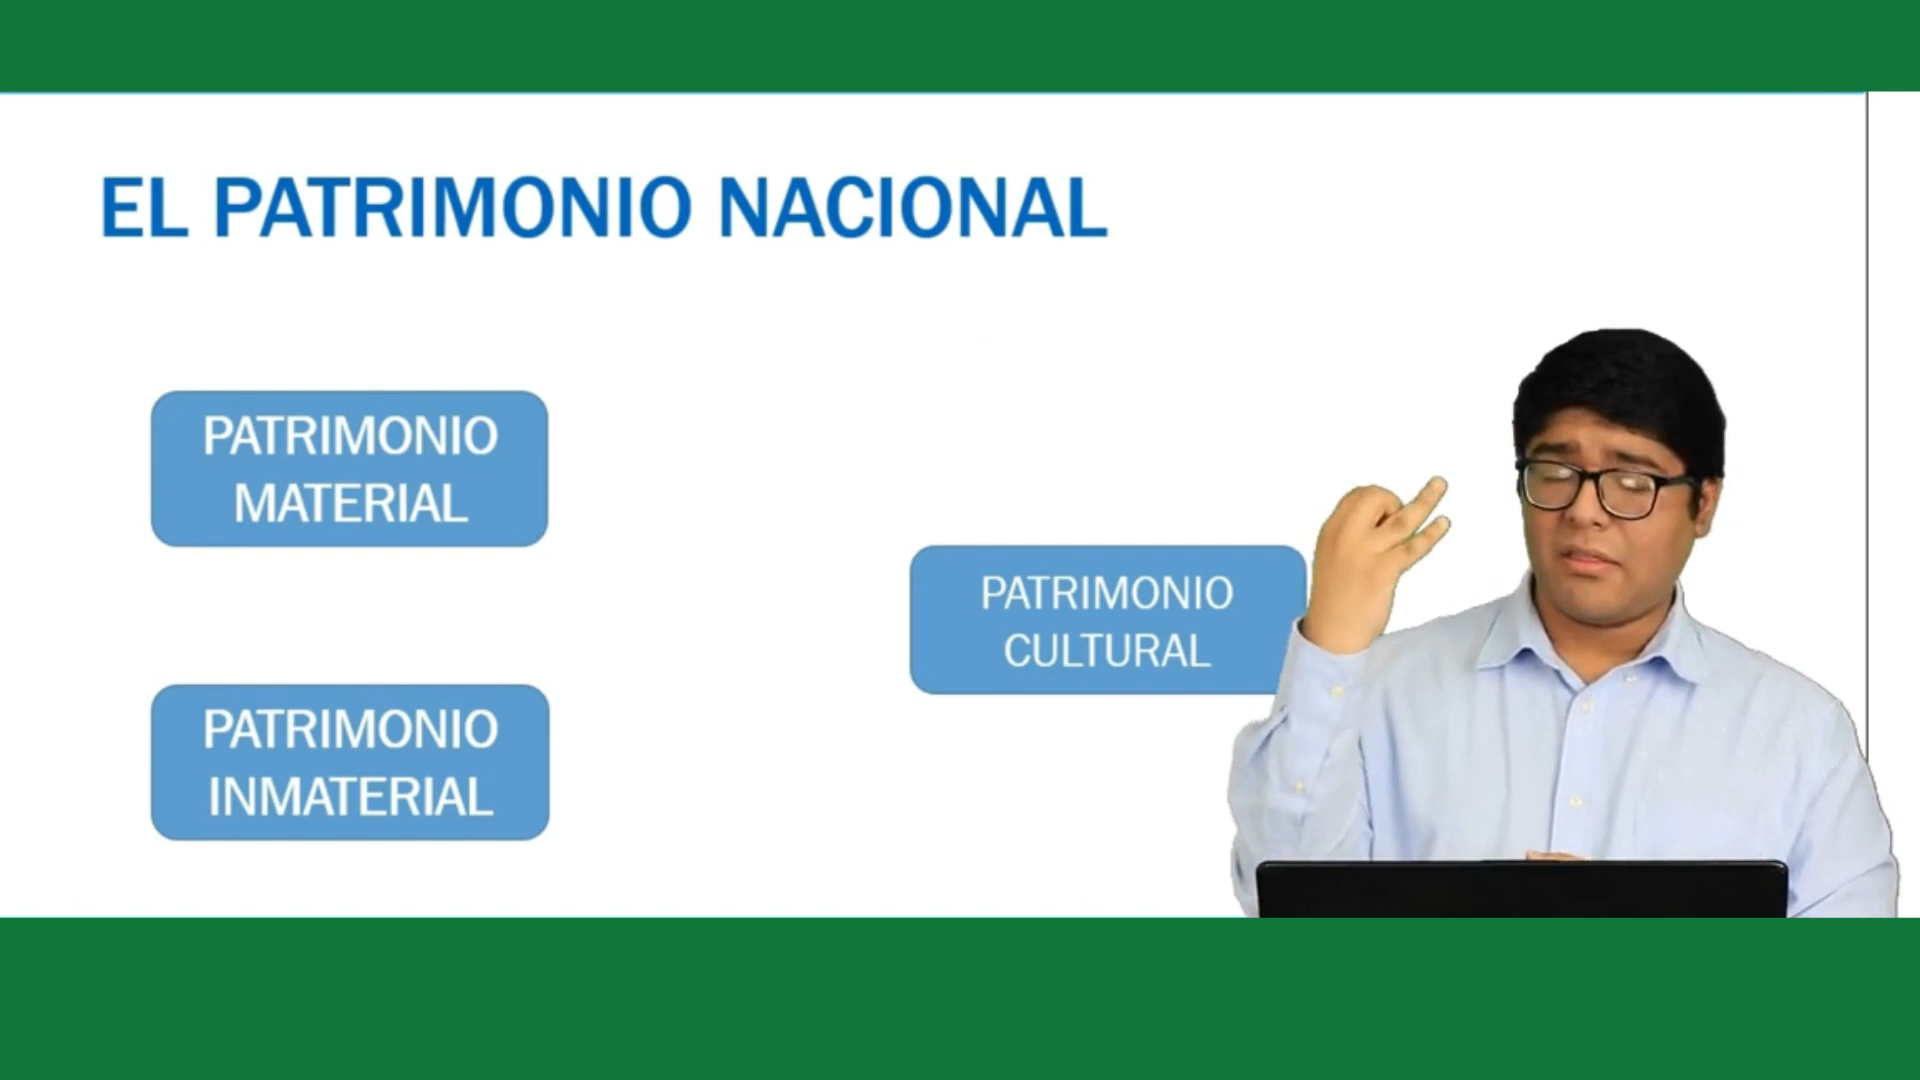 EL PATRIMONIO NACIONAL
PATRIMONIO
MATERIAL
PATRIMONIO
CULTURAL
PATRIMONIO
INMATERIAL